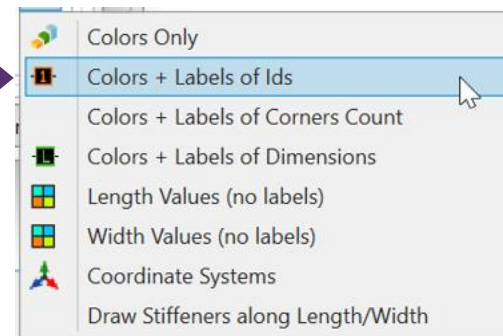 Colors Only
Colors + Labels of Ids
Colors + Labels of Corners Count
Colors + Labels of Dimensions
Length Values (no labels)
Width Values (no labels)
Coordinate Systems
Draw Stiffeners along Length/Width